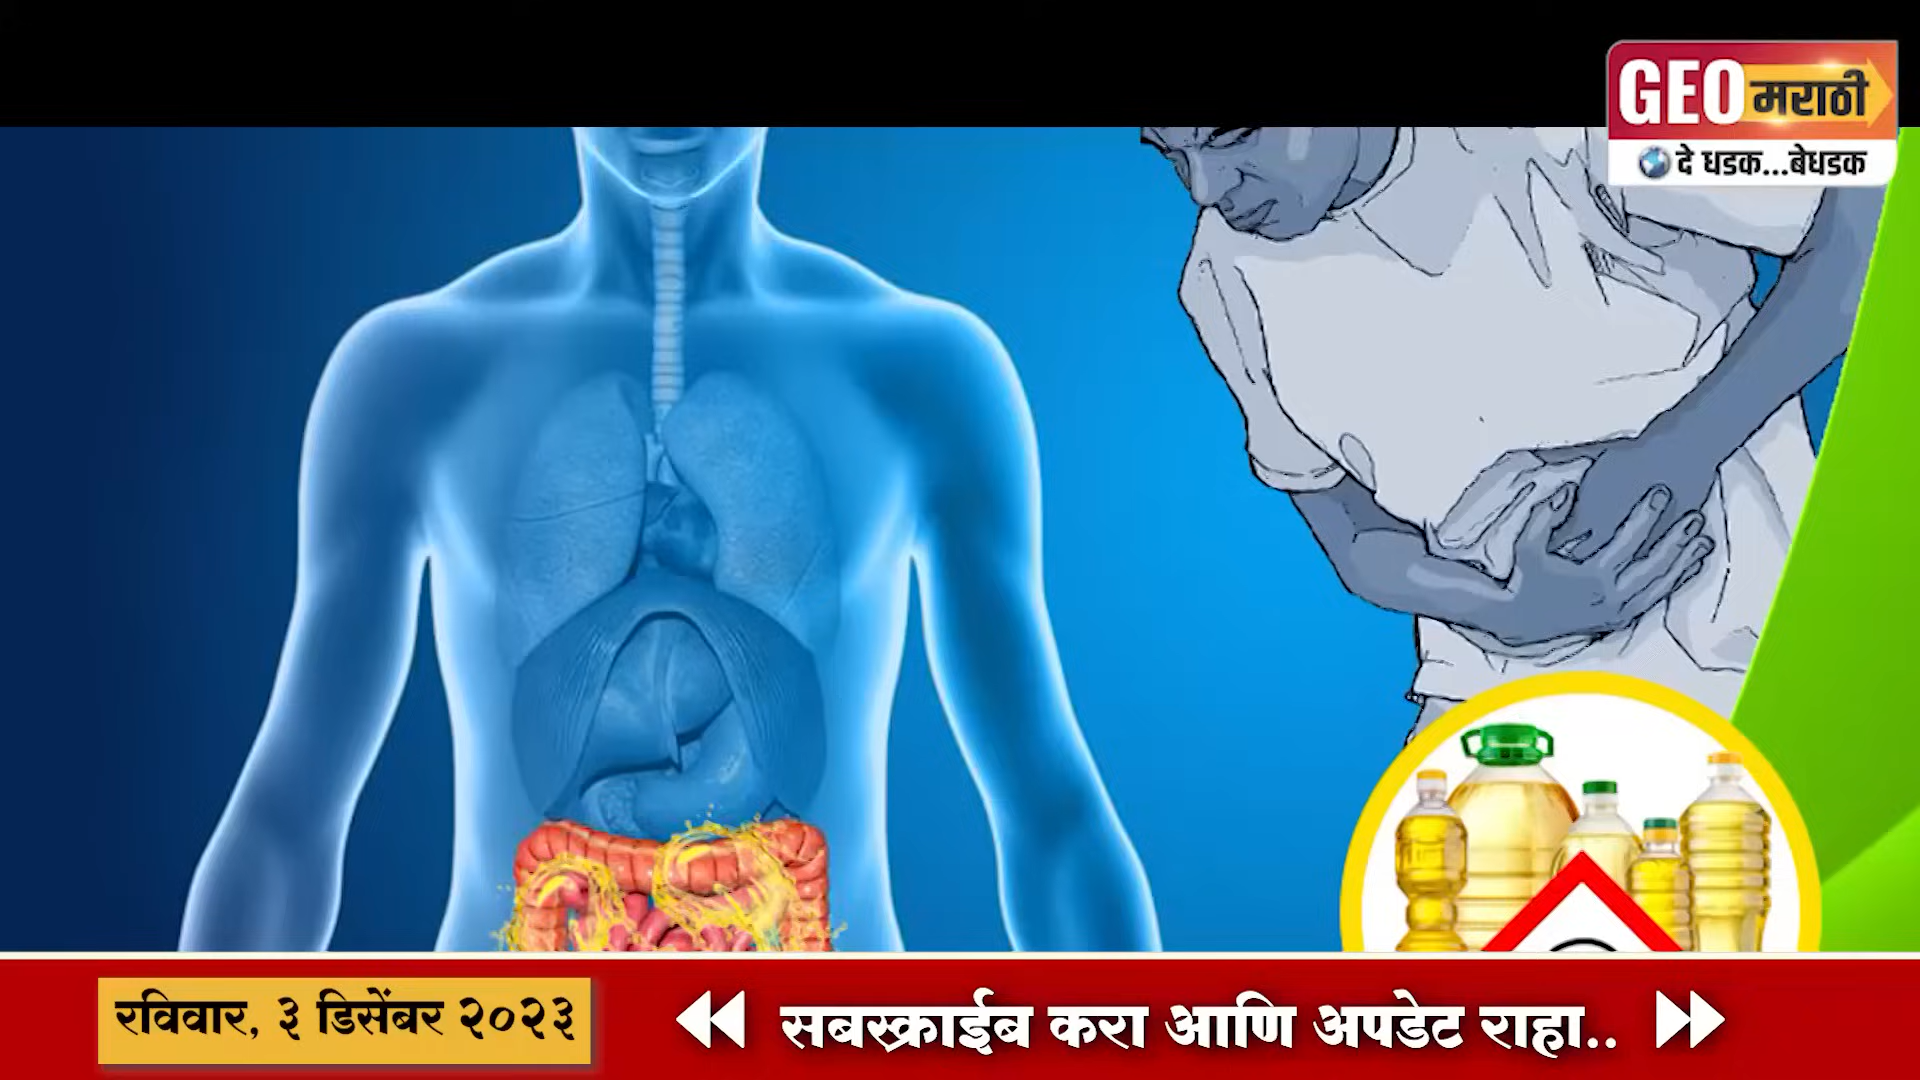 GEO मराठी
दे धडक...बेधडक
रविवार, ३ डिसेंबर २०२३
सबस्क्राईब करा आणि अपडेट राहा..